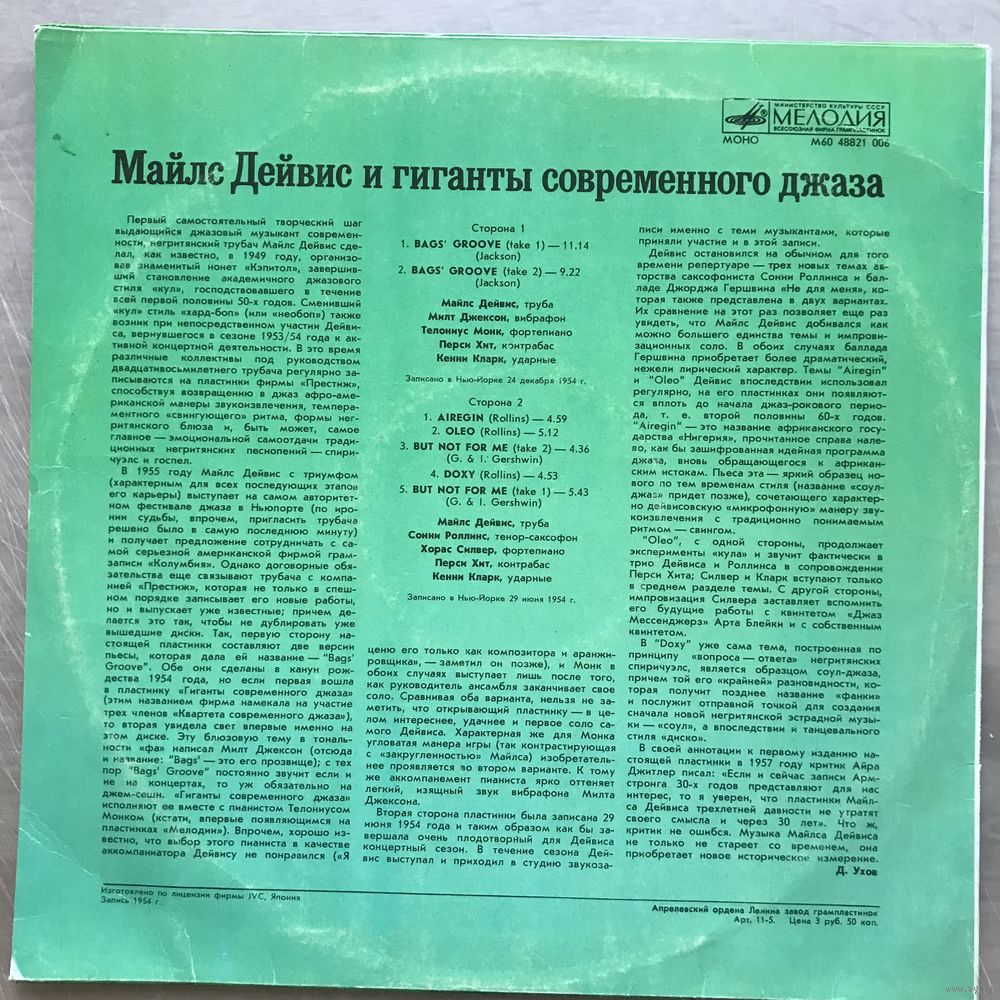 МИНИСТЕРСТВО КУЛЬТУРЫ СССР
МЕЛОДИЯ
ВСЕСОЮЗНАЯ ФИРМА ГРАМПЛАСТИНОК
МОНО М60 48821 006
Майлс Дейвис и гиганты современного джаза
Первый самостоятельный творческий шаг
выдающийся джазовый музыкант современ-
ности, негритянский трубач Майлс Дейвис сде-
лал, как известно, в 1949 году, организо-
вав знаменитый нонет «Кэпитол», завершив-
ший становление академичного джазового
стиля «кул», господствовавшего в течение
всей первой половины 50-х годов. Сменивший
«кул» стиль «хард-боп» (или «необоп») также
возник при непосредственном участии Дейви-
са, вернувшегося в сезоне 1953/54 года к ак-
тивной концертной деятельности. В это время
различные коллективы под руководством
двадцативосьмилетнего трубача регулярно за-
писываются на пластинки фирмы «Престиж»,
способствуя возвращению в джаз афро-аме-
риканской манеры звукоизвлечения, темпера-
ментного «свингующего» ритма, формы нег-
ритянского блюза и, быть может, самое
главное — эмоциональной самоотдачи тради-
ционных негритянских песнопений — спири-
чуэлс и госпел.
В 1955 году Майлс Дейвис с триумфом
(характерным для всех последующих этапов
его карьеры) выступает на самом авторитет-
ном фестивале джаза в Ньюпорте (по иро-
нии судьбы, впрочем, пригласить трубача
решено было в самую последнюю минуту)
и получает предложение сотрудничать с са-
мой серьезной американской фирмой грам-
записи «Колумбия». Однако договорные обя-
зательства еще связывают трубача с компа-
нией «Престиж», которая не только в спеш-
ном порядке записывает его новые работы,
но и выпускает уже известные; причем де-
лается это так, чтобы не дублировать уже
вышедшие диски. Так, первую сторону на-
стоящей пластинки составляют две версии
пьесы, которая дала ей название — "Bags'
Groove". Обе они сделаны в канун рож-
дества 1954 года, но если первая вошла
в пластинку «Гиганты современного джаза»
(этим названием фирма намекала на участие
трех членов «Квартета современного джаза»),
то вторая увидела свет впервые именно на
этом диске. Эту блюзовую тему в тональ-
ности «фа» написал Милт Джексон (отсюда
и название: "Bags' — это его прозвище); с тех
пор "Bags' Groove" постоянно звучит если и
не на концертах, то уж обязательно на
джем-сешн. «Гиганты современного джаза»
исполняют ее вместе с пианистом Телониусом
Монком (кстати, впервые появляющимся на
пластинках «Мелодии»). Впрочем, хорошо из-
вестно, что выбор этого пианиста в качестве
аккомпаниатора Дейвису не понравился («Я
Сторона 1
1. BAGS' GROOVE (take 1) — 11.14
(Jackson)
2. BAGS' GROOVE (take 2) — 9.22
(Jackson)
Майлс Дейвис, труба
Милт Джексон, вибрафон
Телониус Монк, фортепиано
Перси Хит, контрабас
Кенни Кларк, ударные
Записано в Нью-Йорке 24 декабря 1954 г.
Сторона 2
1. AIREGIN (Rollins) — 4.59
2. OLEO (Rollins) — 5.12
3. BUT NOT FOR ME (take 2) — 4.36
(G. & I. Gershwin)
4. DOXY (Rollins) — 4.53
5. BUT NOT FOR ME (take 1) — 5.43
(G. & I. Gershwin)
Майлс Дейвис, труба
Сонни Роллинс, тенор-саксофон
Хорас Силвер, фортепиано
Перси Хит, контрабас
Кенни Кларк, ударные
Записано в Нью-Йорке 29 июня 1954 г.
ценю его только как композитора и аранжи-
ровщика», — заметил он позже), и Монк в
обоих случаях выступает лишь после того,
как руководитель ансамбля заканчивает свое
соло. Сравнивая оба варианта, нельзя не за-
метить, что открывающий пластинку — в це-
лом интереснее, удачнее и первое соло са-
мого Дейвиса. Характерная же для Монка
угловатая манера игры (так контрастирующая
с «закругленностью» Майлса) изобретатель-
нее проявляется во втором варианте. К тому
же аккомпанемент пианиста ярко оттеняет
легкий, изящный звук вибрафона Милта
Джексона.
Вторая сторона пластинки была записана 29
июня 1954 года и таким образом как бы за-
вершала очень плодотворный для Дейвиса
концертный сезон. В течение сезона Дей-
вис выступал и приходил в студию звукоза-
писи именно с теми музыкантами, которые
приняли участие и в этой записи.
Дейвис остановился на обычном для того
времени репертуаре — трех новых темах ав-
торства саксофониста Сонни Роллинса и бал-
ладе Джорджа Гершвина «Не для меня», ко-
торая также представлена в двух вариантах.
Их сравнение на этот раз позволяет еще раз
увидеть, что Майлс Дейвис добивался как
можно большего единства темы и импрови-
зационных соло. В обоих случаях баллада
Гершвина приобретает более драматический,
нежели лирический характер. Темы "Airegin"
и "Oleo" Дейвис впоследствии использовал
регулярно, на его пластинках они появляют-
ся вплоть до начала джаз-рокового перио-
да, т. е. второй половины 60-х годов.
"Airegin" — это название африканского госу-
дарства «Нигерия», прочитанное справа нале-
во, как бы зашифрованная идейная программа
джаза, вновь обращающегося к африкан-
ским истокам. Пьеса эта — яркий образец но-
вого по тем временам стиля (название «соул-
джаз» придет позже), сочетающего характер-
но дейвисовскую «микрофонную» манеру зву-
коизвлечения с традиционно понимаемым
ритмом — свингом.
"Oleo", с одной стороны, продолжает
эксперименты «кула» и звучит фактически в
трио Дейвиса и Роллинса в сопровождении
Перси Хита; Силвер и Кларк вступают только
в среднем разделе темы. С другой стороны,
импровизация Силвера заставляет вспомнить
его будущие работы с квинтетом «Джаз
Мессенджерз» Арта Блейки и с собственным
квинтетом.
В "Doxy" уже сама тема, построенная по
принципу «вопроса — ответа» негритянских
спиричуэлс, является образцом соул-джаза,
причем той его «крайней» разновидности, ко-
торая получит позднее название «фанки»
и послужит отправной точкой для создания
сначала новой негритянской эстрадной музы-
ки — «соул», а впоследствии и танцевального
стиля «диско».
В своей аннотации к первому изданию на-
стоящей пластинки в 1957 году критик Айра
Джитлер писал: «Если и сейчас записи Арм-
стронга 30-х годов представляют для нас
интерес, то я уверен, что пластинки Майл-
са Дейвиса трехлетней давности не утратят
своего смысла и через 30 лет». Что ж,
критик не ошибся. Музыка Майлса Дейвиса
не только не стареет со временем, она
приобретает новое историческое измерение.
Д. Ухов
Изготовлено по лицензии фирмы JVC, Япония
Запись 1954 г.
Апрелевский ордена Ленина завод грампластинок
Арт. 11-5. Цена 3 руб. 50 коп.